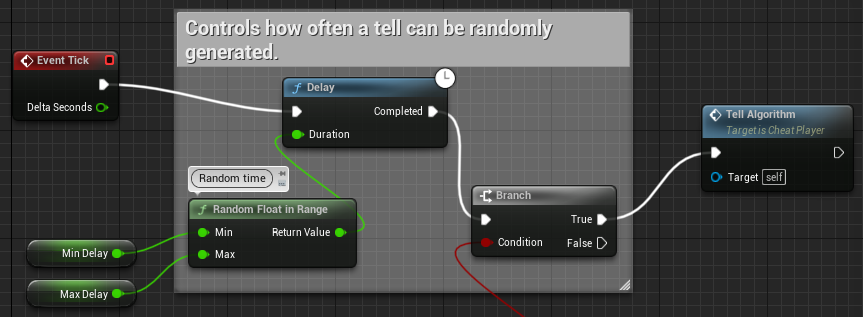 Controls how often a tell can be randomly
generated.
Event Tick
Delta Seconds
f Delay
Completed
Duration
Tell Algorithm
Target is Cheat Player
Target self
Random time
f Random Float in Range
Min Return Value
Max
Branch
True
Condition False
Min Delay
Max Delay